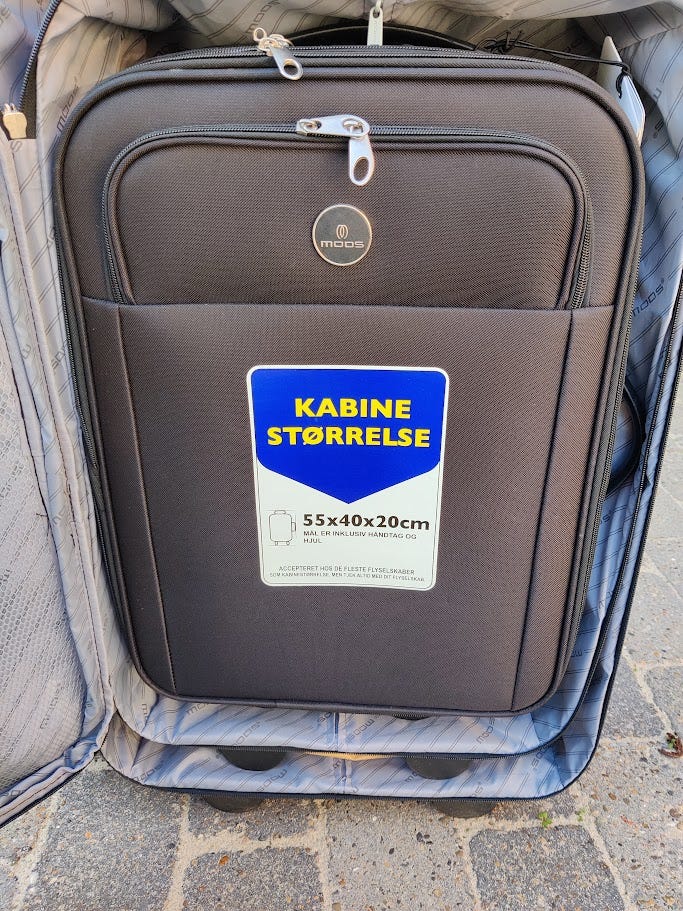 MOOS
KABINE
STØRRELSE
55x40x20cm
MÅL ER INKLUSIV HÅNDTAG OG
HJUL
ACCEPTERET HOS DE FLESTE FLYSELSKABER
SOM KABINESTØRRELSE, MEN TJEK ALTID MED DIT FLYSELSKAB.
MOOS